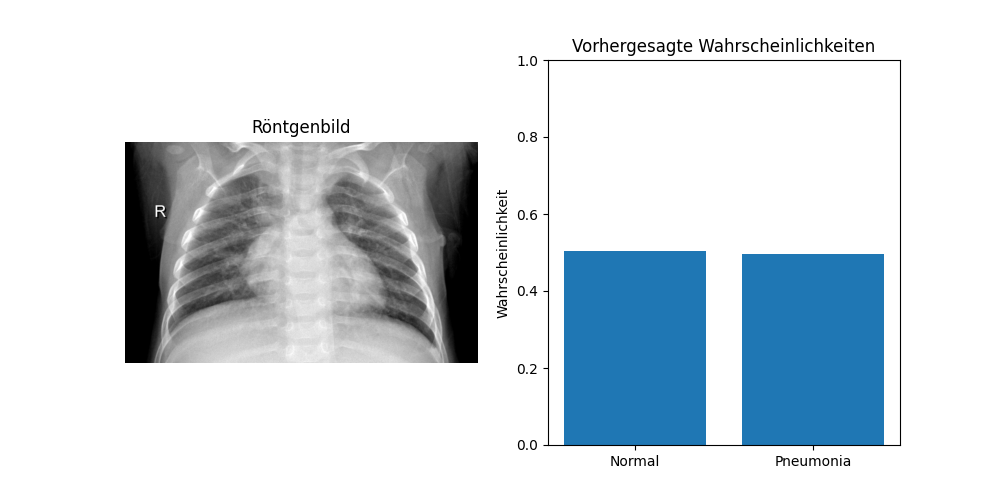 Röntgenbild
R
Vorhergesagte Wahrscheinlichkeiten
Wahrscheinlichkeit
1.0
0.8
0.6
0.4
0.2
0.0
Normal
Pneumonia